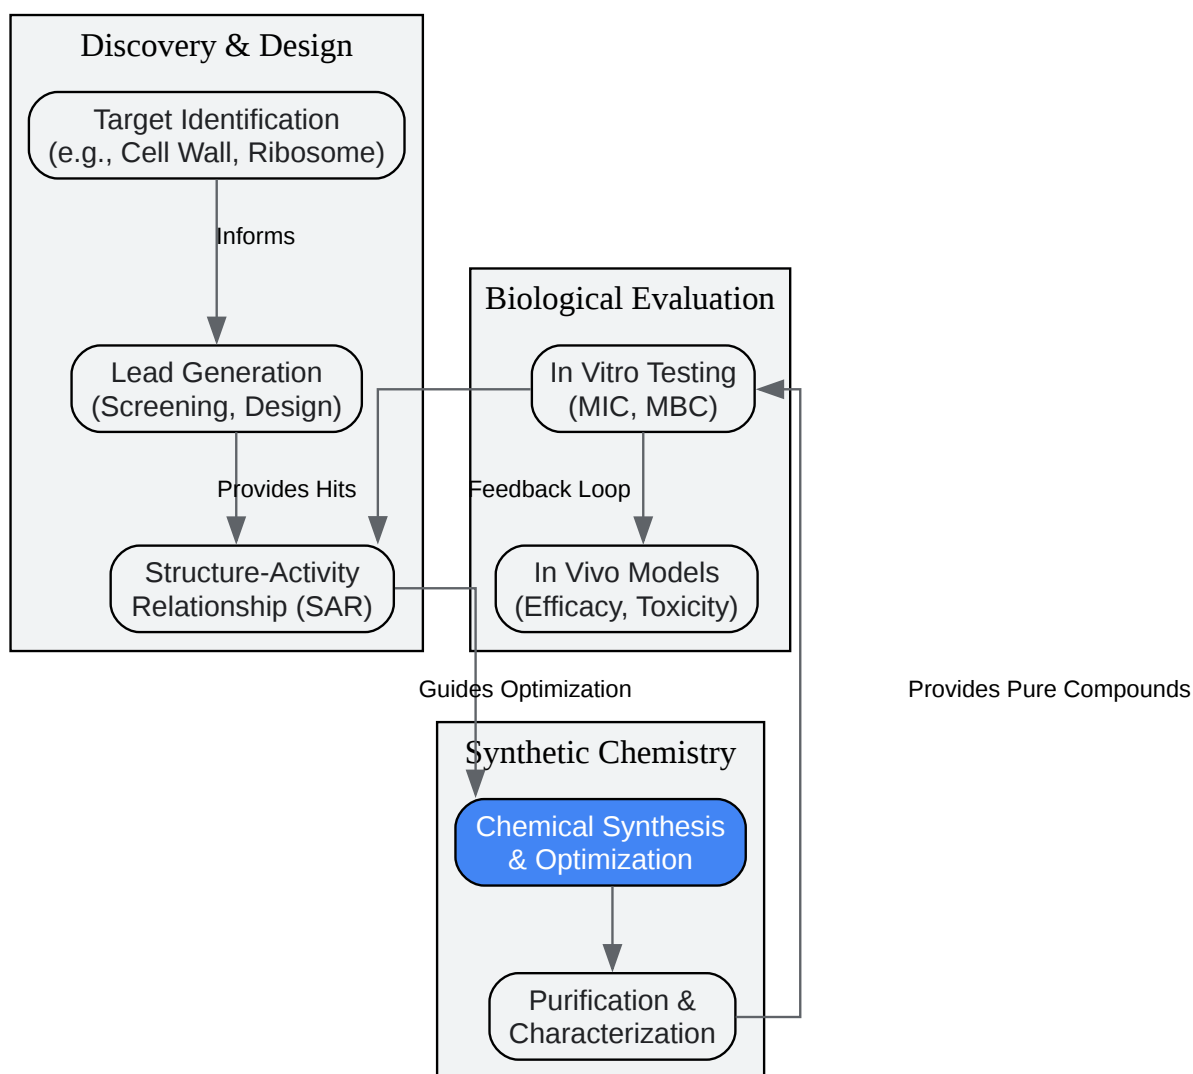 Discovery & Design
Target Identification
(e.g., Cell Wall, Ribosome)
Informs
Lead Generation
(Screening, Design)
Provides Hits
Structure-Activity
Relationship (SAR)
Biological Evaluation
In Vitro Testing
(MIC, MBC)
Feedback Loop
In Vivo Models
(Efficacy, Toxicity)
Guides Optimization
Provides Pure Compounds
Synthetic Chemistry
Chemical Synthesis
& Optimization
Purification &
Characterization